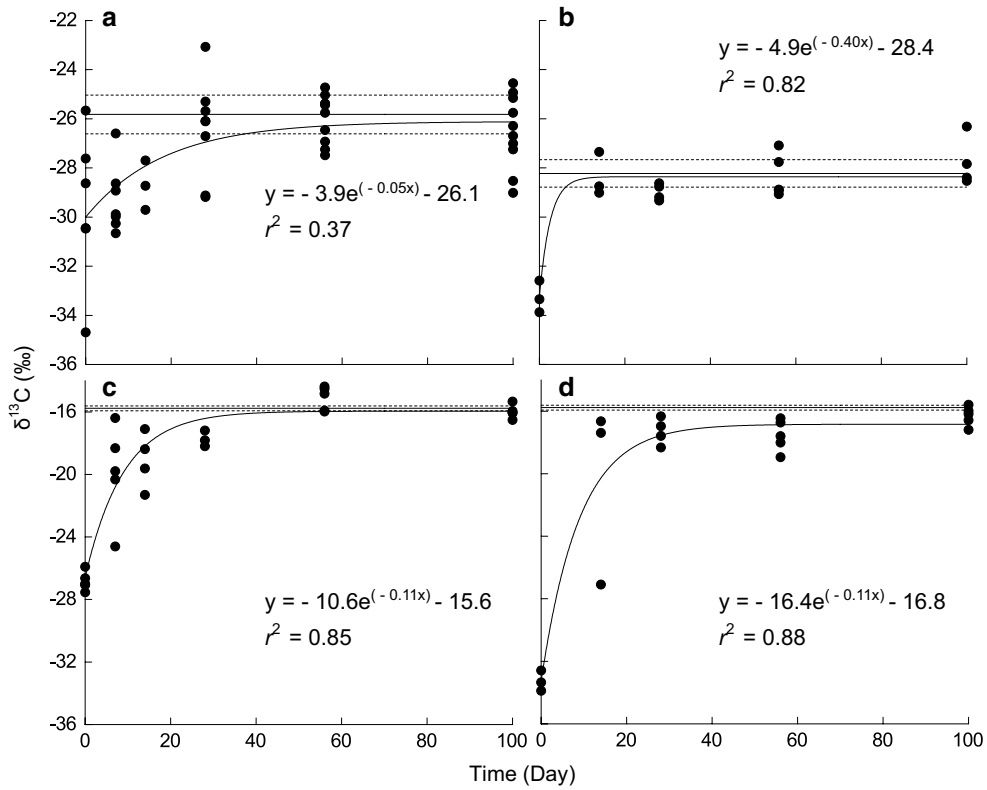 a
b
-22
-24
-26
-28
-30
-32
-34
-36
y = - 3.9e^(- 0.05x) - 26.1
r² = 0.37
y = - 4.9e^(- 0.40x) - 28.4
r² = 0.82
δ¹³C (‰)
c
d
-16
-20
-24
-28
-32
-36
y = - 10.6e^(- 0.11x) - 15.6
r² = 0.85
y = - 16.4e^(- 0.11x) - 16.8
r² = 0.88
0 20 40 60 80 100 0 20 40 60 80 100
Time (Day)